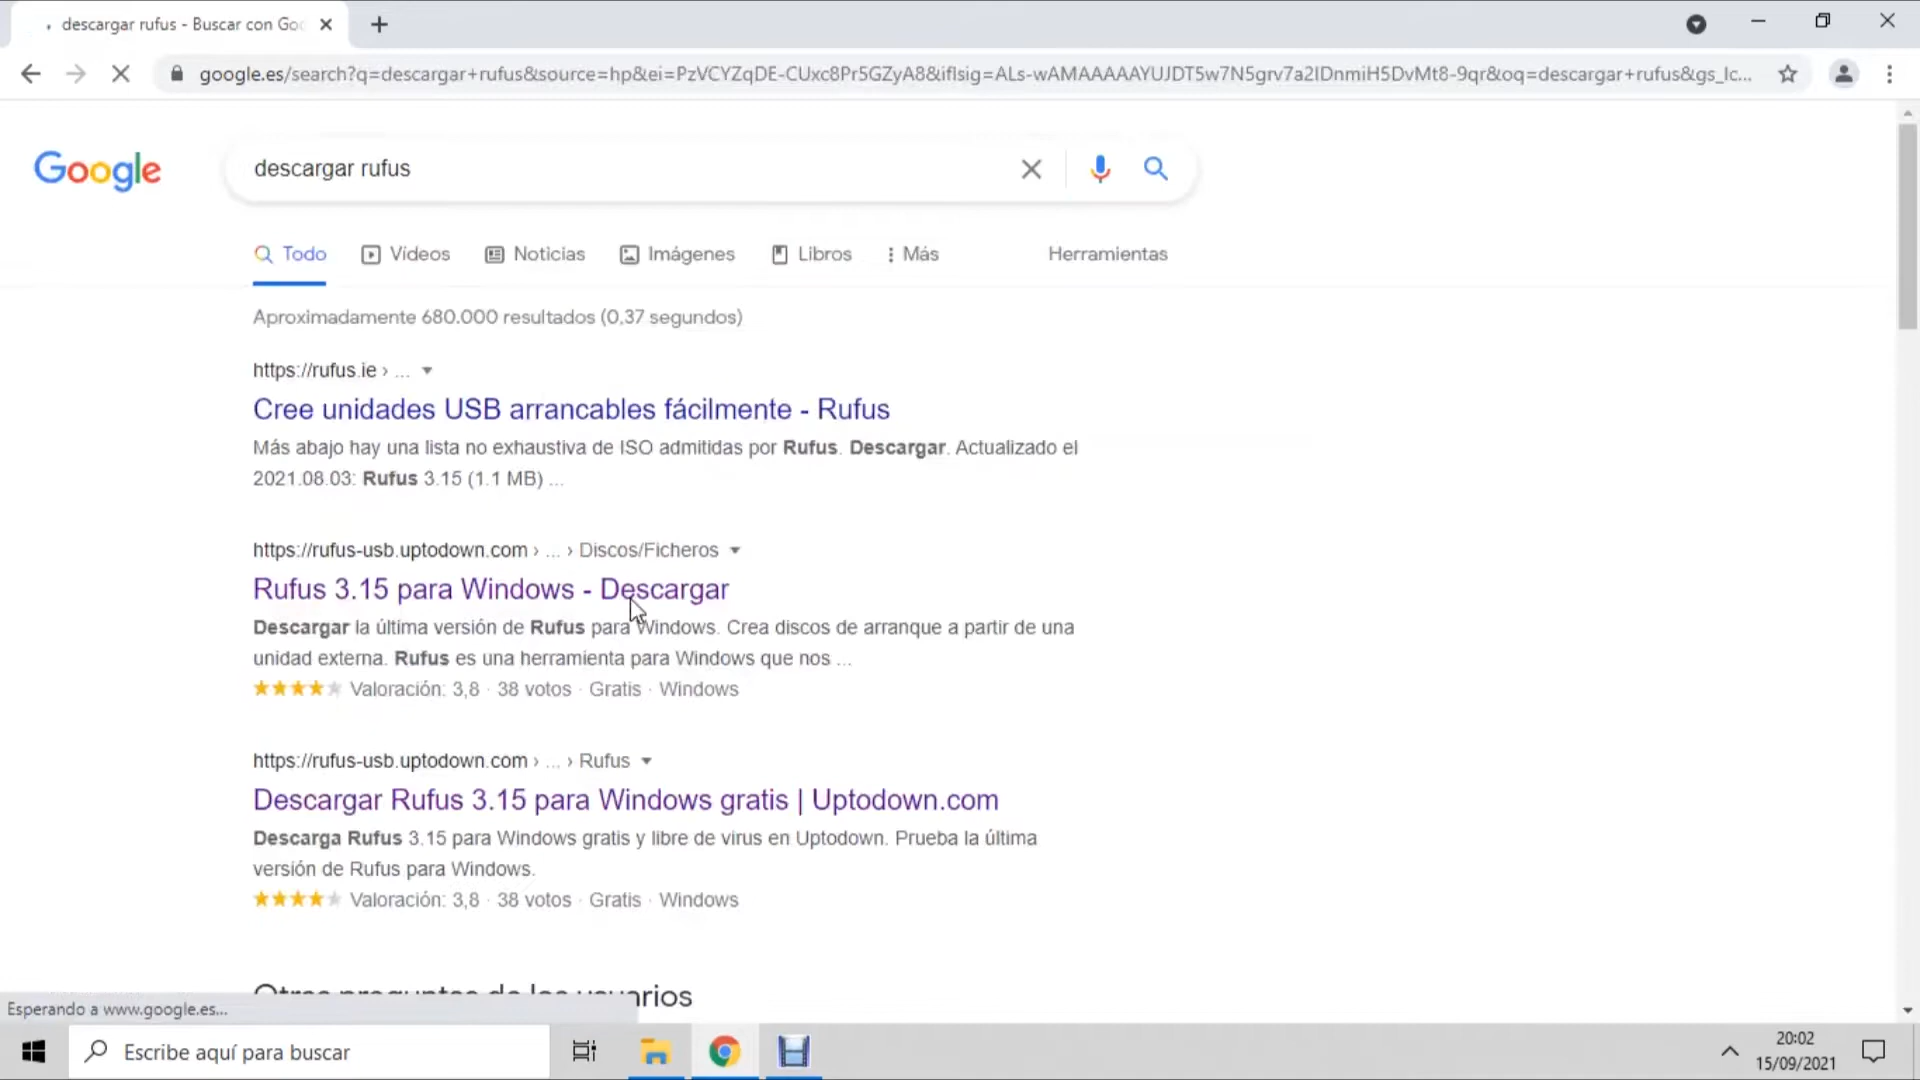 descargar rufus - Buscar con Goo
google.es/search?q=descargar+rufus&source=hp&ei=PzVCYZqDE-CUxc8Pr5GZyA8&iflsig=ALs-wAMAAAAAYUJDT5w7N5grv7a2IDnmiH5DvMt8-9qr&oq=descargar+rufus&gs_lc...
Google
descargar rufus
Todo
Vídeos
Noticias
Imágenes
Libros
Más
Herramientas
Aproximadamente 680.000 resultados (0,37 segundos)
https://rufus.ie › ...
Cree unidades USB arrancables fácilmente - Rufus
Más abajo hay una lista no exhaustiva de ISO admitidas por Rufus. Descargar. Actualizado el
2021.08.03: Rufus 3.15 (1.1 MB) ...
https://rufus-usb.uptodown.com › ... › Discos/Ficheros
Rufus 3.15 para Windows - Descargar
Descargar la última versión de Rufus para Windows. Crea discos de arranque a partir de una
unidad externa. Rufus es una herramienta para Windows que nos ...
Valoración: 3,8 · 38 votos · Gratis · Windows
https://rufus-usb.uptodown.com › ... › Rufus
Descargar Rufus 3.15 para Windows gratis | Uptodown.com
Descarga Rufus 3.15 para Windows gratis y libre de virus en Uptodown. Prueba la última
versión de Rufus para Windows.
Valoración: 3,8 · 38 votos · Gratis · Windows
Otras preguntas de los usuarios
Esperando a www.google.es...
Escribe aquí para buscar
20:02
15/09/2021